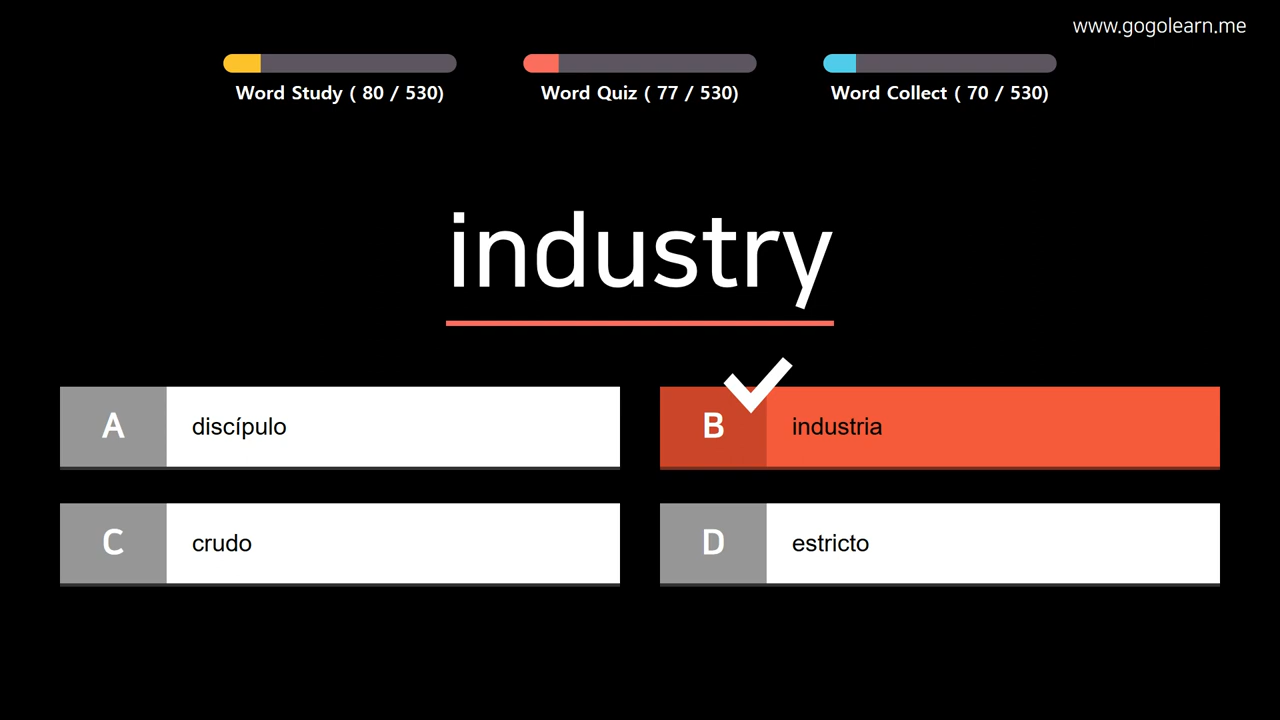 www.gogolearn.me
Word Study ( 80 / 530)
Word Quiz ( 77 / 530)
Word Collect ( 70 / 530)
industry
A discípulo
B industria
C crudo
D estricto